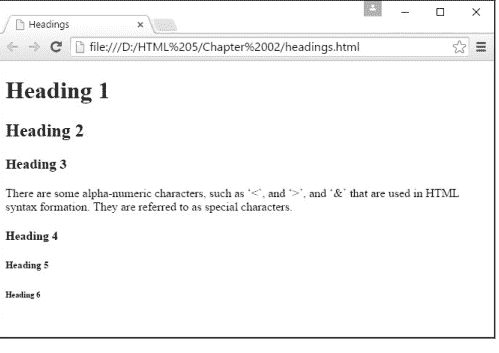 Headings
file:///D:/HTML%205/Chapter%2002/headings.html
Heading 1
Heading 2
Heading 3
There are some alpha-numeric characters, such as ‘<’, and ‘>’, and ‘&’ that are used in HTML
syntax formation. They are referred to as special characters.
Heading 4
Heading 5
Heading 6